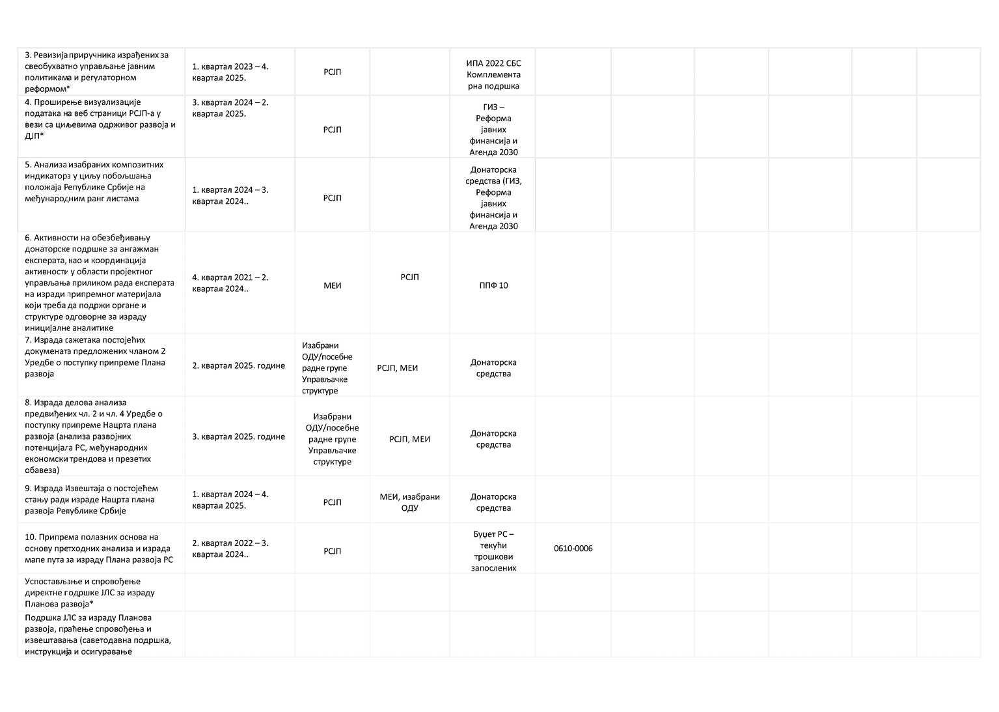 3. Ревизија приручника израђених за
свеобухватно управљање јавним
политикама и регулаторном
реформом*
1. квартал 2023 – 4.
квартал 2025.
РСЈП
ИПА 2022 СБС
Комплемента
рна подршка
4. Проширење визуализације
података на веб страници РСЈП-а у
вези са циљевима одрживог развоја и
ДЈП*
3. квартал 2024 – 2.
квартал 2025.
РСЈП
ГИЗ –
Реформа
јавних
финансија и
Агенда 2030
5. Анализа изабраних композитних
индикатора у циљу побољшања
положаја Републике Србије на
међународним ранг листама
1. квартал 2024 – 3.
квартал 2024..
РСЈП
Донаторска
средства (ГИЗ,
Реформа
јавних
финансија и
Агенда 2030
6. Активности на обезбеђивању
донаторске подршке за ангажман
експерата, као и координација
активности у области пројектног
управљања приликом рада експерата
на изради припремног материјала
који треба да подржи органе и
структуре одговорне за израду
иницијалне аналитике
4. квартал 2021 – 2.
квартал 2024..
МЕИ
РСЈП
ППФ 10
7. Израда сажетака постојећих
докумената предложених чланом 2
Уредбе о поступку припреме Плана
развоја
2. квартал 2025. године
Изабрани
ОДУ/посебне
радне групе
Управљачке
структуре
РСЈП, МЕИ
Донаторска
средства
8. Израда делова анализа
предвиђених чл. 2 и чл. 4 Уредбе о
поступку припреме Нацрта плана
развоја (анализа развојних
потенцијала РС, међународних
економски трендова и презетих
обавеза)
3. квартал 2025. године
Изабрани
ОДУ/посебне
радне групе
Управљачке
структуре
РСЈП, МЕИ
Донаторска
средства
9. Израда Извештаја о постојећем
стању ради израде Нацрта плана
развоја Републике Србије
1. квартал 2024 – 4.
квартал 2025.
РСЈП
МЕИ, изабрани
ОДУ
Донаторска
средства
10. Припрема полазних основа на
основу претходних анализа и израда
мапе пута за израду Плана развоја РС
2. квартал 2022 – 3.
квартал 2024..
РСЈП
Буџет РС –
текући
трошкови
запослених
0610-0006
Успостављање и спровођење
директне подршке ЈЛС за израду
Планова развоја*
Подршка ЈЛС за израду Планова
развоја, праћење спровођења и
извештавања (саветодавна подршка,
инструкција и осигуравање